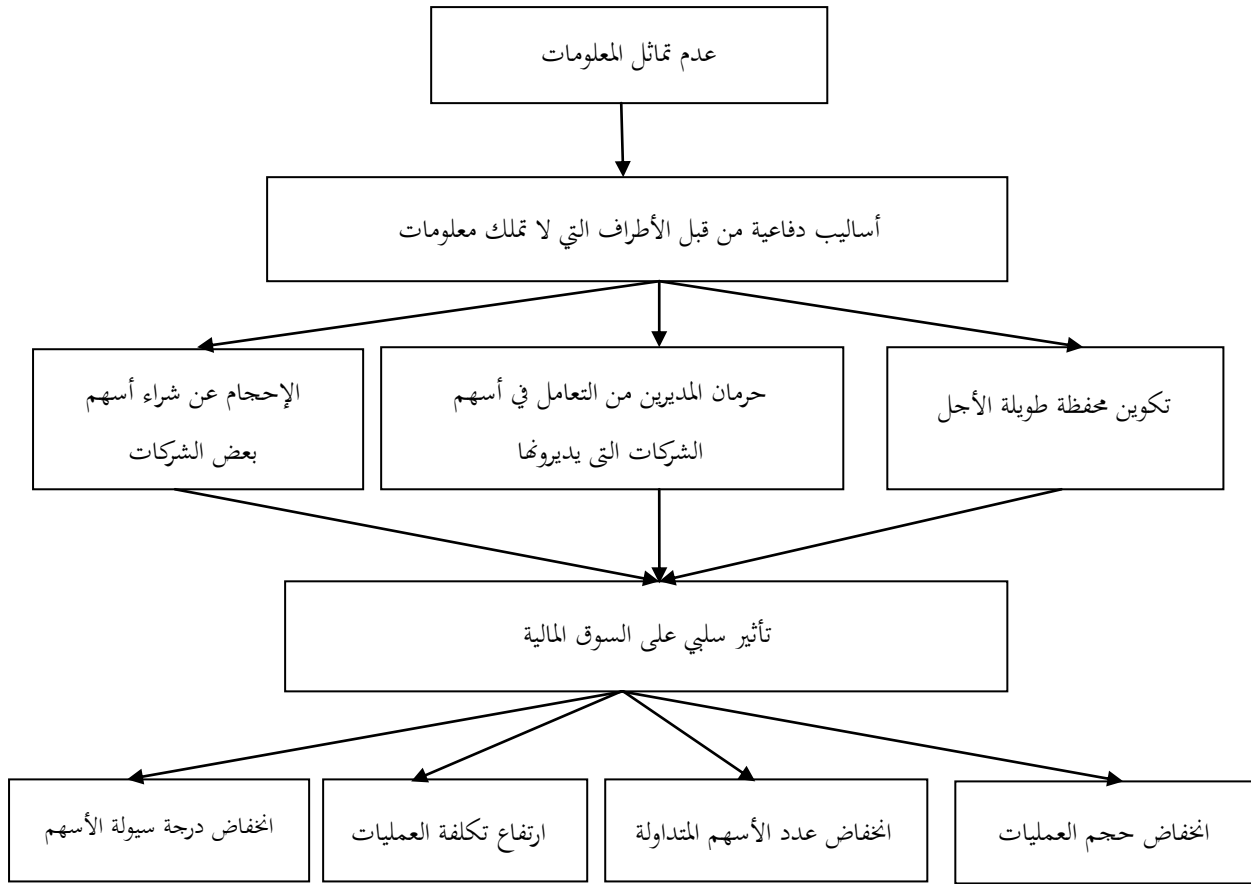 عدم تماثل المعلومات
أساليب دفاعية من قبل الأطراف التي لا تملك معلومات
تكوين محفظة طويلة الأجل
حرمان المديرين من التعامل في أسهم
الشركات التى يديرونها
الإحجام عن شراء أسهم
بعض الشركات
تأثير سلبي على السوق المالية
انخفاض حجم العمليات
انخفاض عدد الأسهم المتداولة
ارتفاع تكلفة العمليات
انخفاض درجة سيولة الأسهم